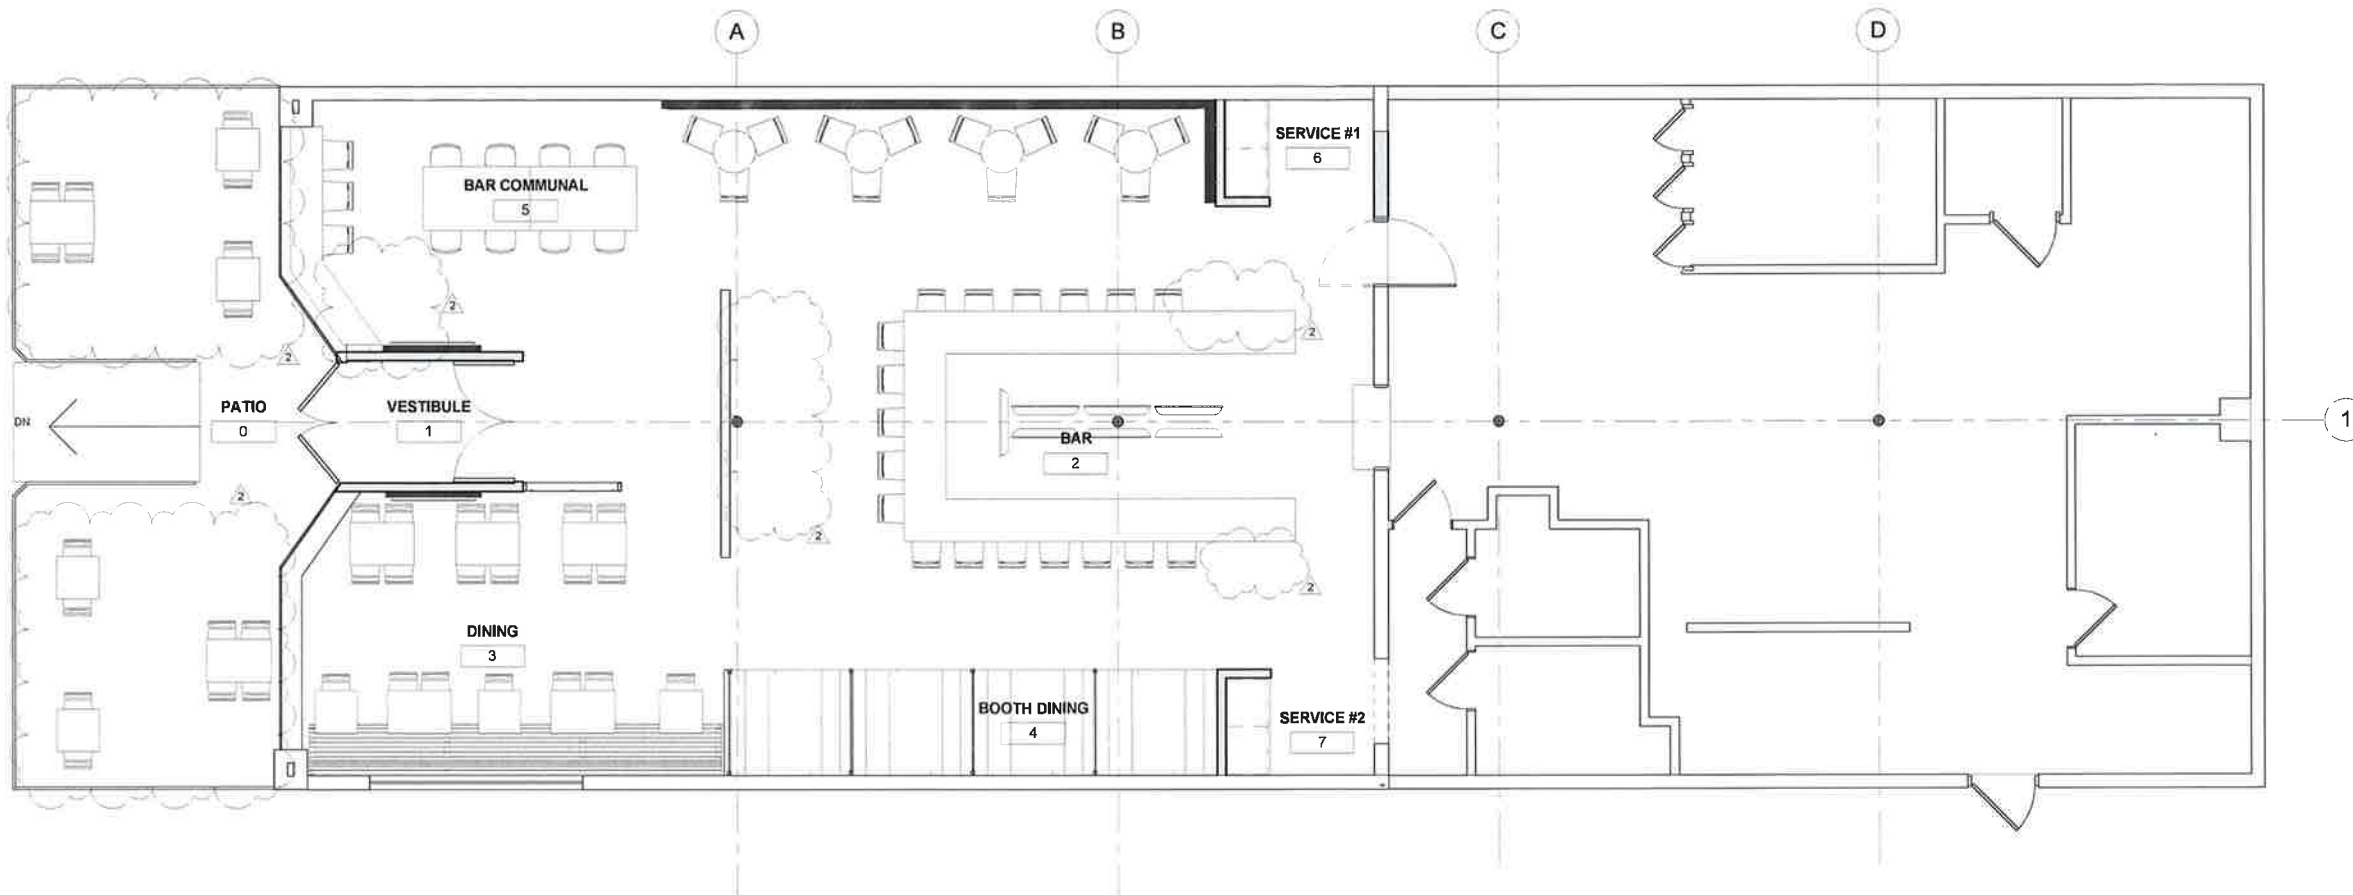 A
B
C
D
SERVICE #1
6
BAR COMMUNAL
5
2
2
2
DN
PATIO
0
VESTIBULE
1
BAR
2
1
2
2
2
DINING
3
BOOTH DINING
4
SERVICE #2
7